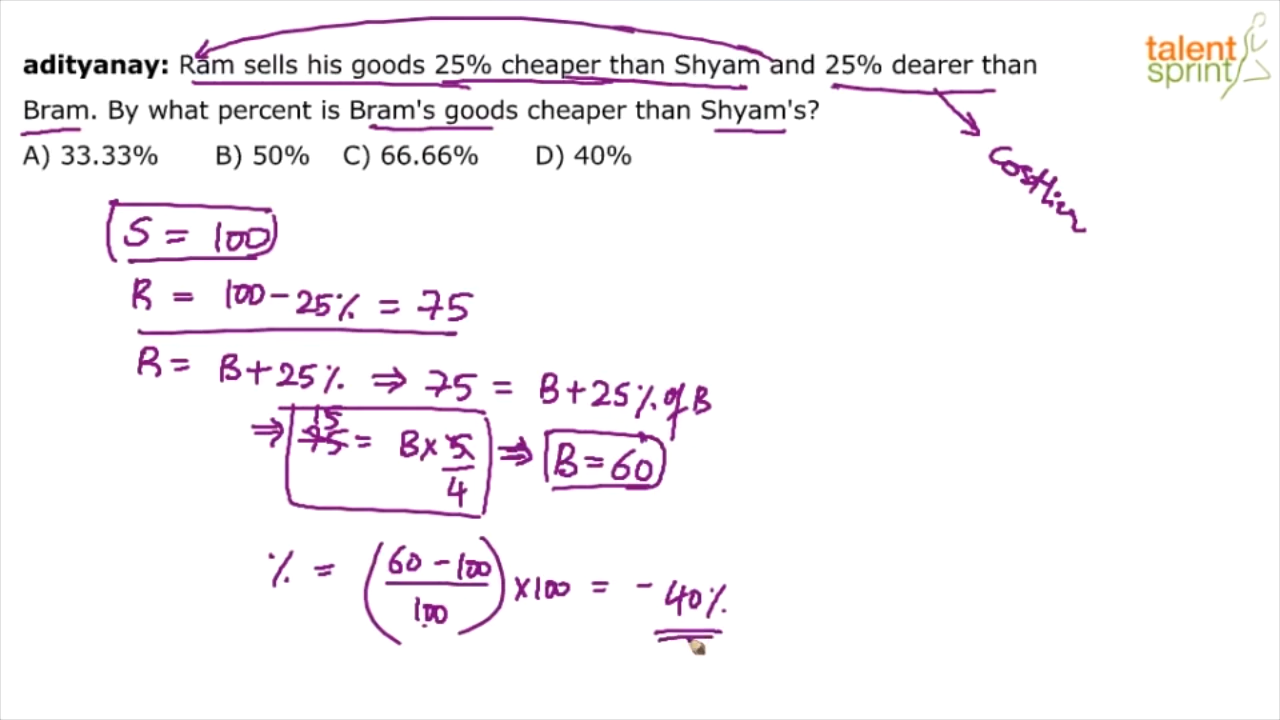 talent
sprint
adityanay: Ram sells his goods 25% cheaper than Shyam and 25% dearer than
Bram. By what percent is Bram's goods cheaper than Shyam's?
A) 33.33% B) 50% C) 66.66% D) 40%
Costlier
S = 100
R = 100 - 25% = 75
R = B + 25% ⇒ 75 = B + 25% of B
⇒ 75 15 = B × 5/4 ⇒ B = 60
% = (60 - 100 / 100) × 100 = - 40%